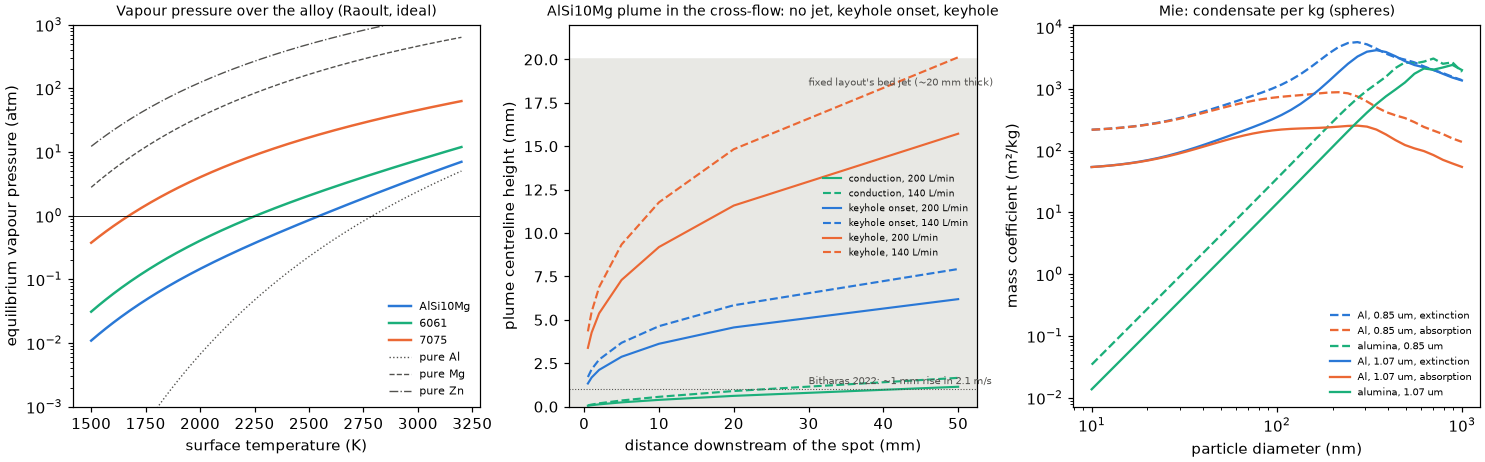 Vapour pressure over the alloy (Raoult, ideal)
equilibrium vapour pressure (atm)
10³
10²
10¹
10⁰
10⁻¹
10⁻²
10⁻³
AlSi10Mg
6061
7075
pure Al
pure Mg
pure Zn
1500 1750 2000 2250 2500 2750 3000 3250
surface temperature (K)
AlSi10Mg plume in the cross-flow: no jet, keyhole onset, keyhole
plume centreline height (mm)
20.0
17.5
15.0
12.5
10.0
7.5
5.0
2.5
0.0
fixed layout's bed jet (~20 mm thick)
conduction, 200 L/min
conduction, 140 L/min
keyhole onset, 200 L/min
keyhole onset, 140 L/min
keyhole, 200 L/min
keyhole, 140 L/min
Bitharas 2022: ~1 mm rise in 2.1 m/s
0 10 20 30 40 50
distance downstream of the spot (mm)
Mie: condensate per kg (spheres)
mass coefficient (m²/kg)
10⁴
10³
10²
10¹
10⁰
10⁻¹
10⁻²
Al, 0.85 um, extinction
Al, 0.85 um, absorption
alumina, 0.85 um
Al, 1.07 um, extinction
Al, 1.07 um, absorption
alumina, 1.07 um
10¹ 10² 10³
particle diameter (nm)